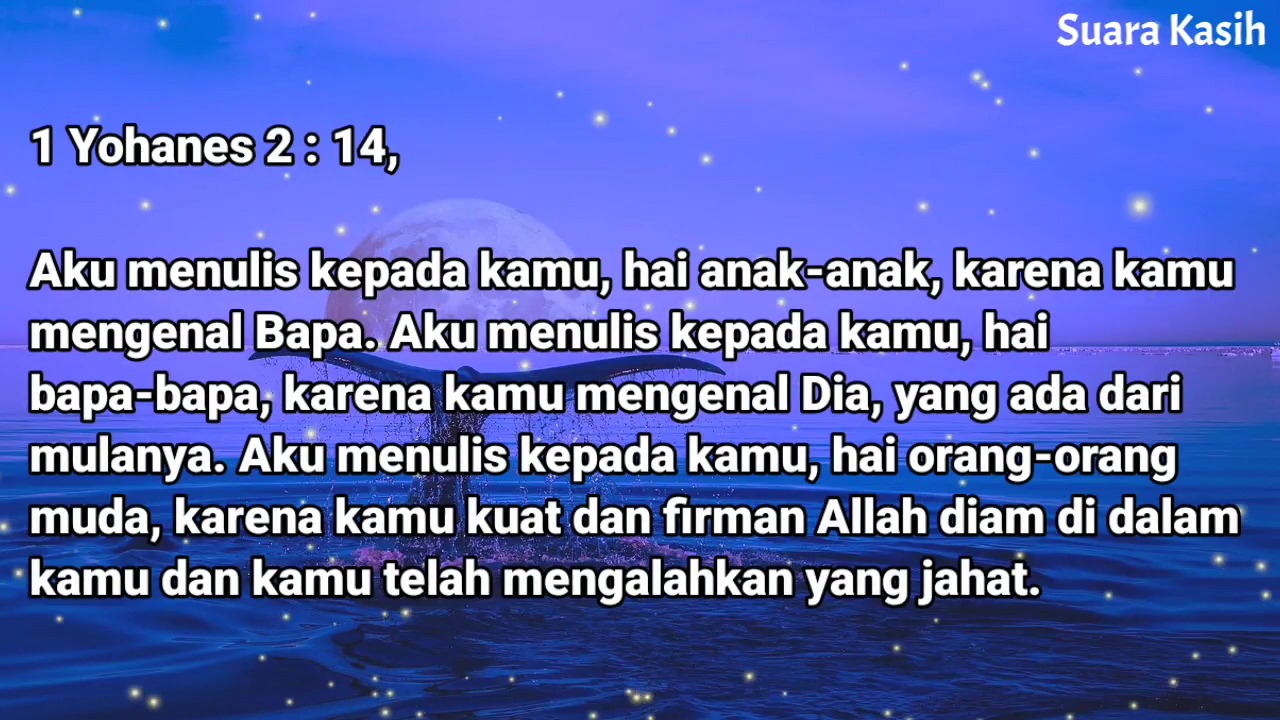 Suara Kasih
1 Yohanes 2 : 14,
Aku menulis kepada kamu, hai anak-anak, karena kamu
mengenal Bapa. Aku menulis kepada kamu, hai
bapa-bapa, karena kamu mengenal Dia, yang ada dari
mulanya. Aku menulis kepada kamu, hai orang-orang
muda, karena kamu kuat dan firman Allah diam di dalam
kamu dan kamu telah mengalahkan yang jahat.